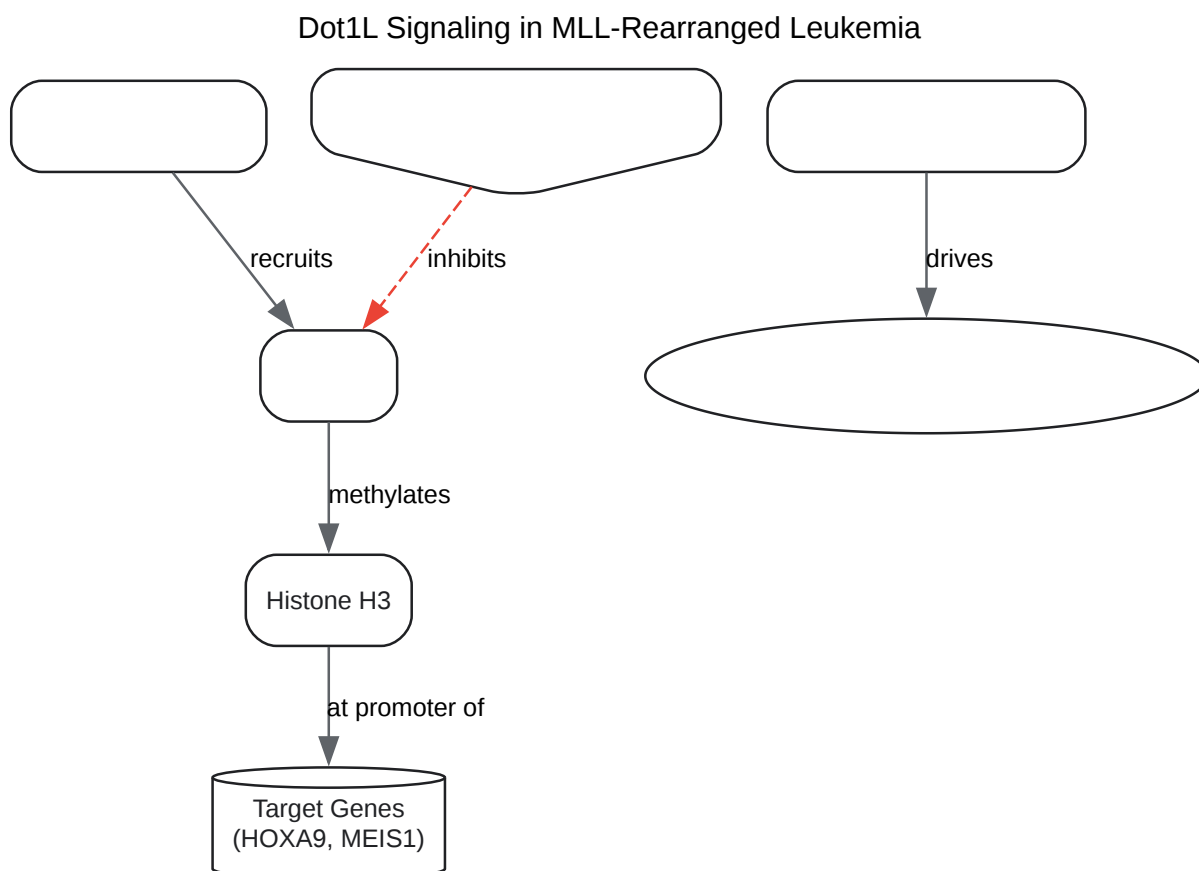 Dot1L Signaling in MLL-Rearranged Leukemia
recruits
inhibits
drives
methylates
Histone H3
at promoter of
Target Genes
(HOXA9, MEIS1)